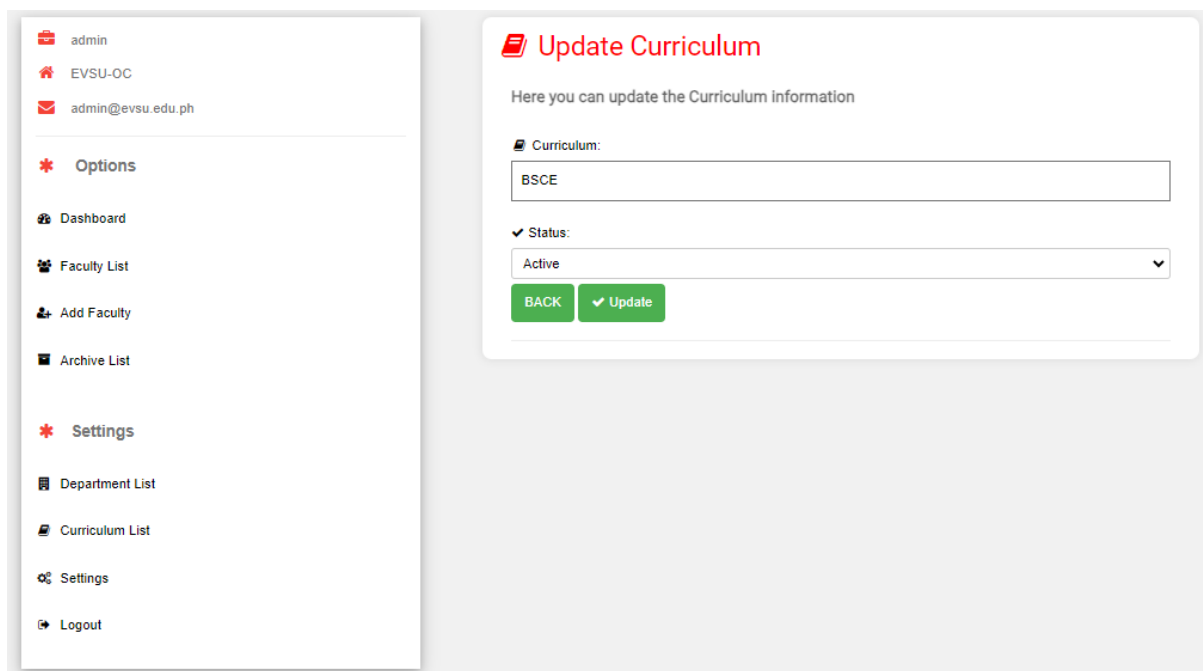 admin
EVSU-OC
admin@evsu.edu.ph
Options
Dashboard
Faculty List
Add Faculty
Archive List
Settings
Department List
Curriculum List
Settings
Logout
Update Curriculum
Here you can update the Curriculum information
Curriculum:
BSCE
Status:
Active
BACK Update